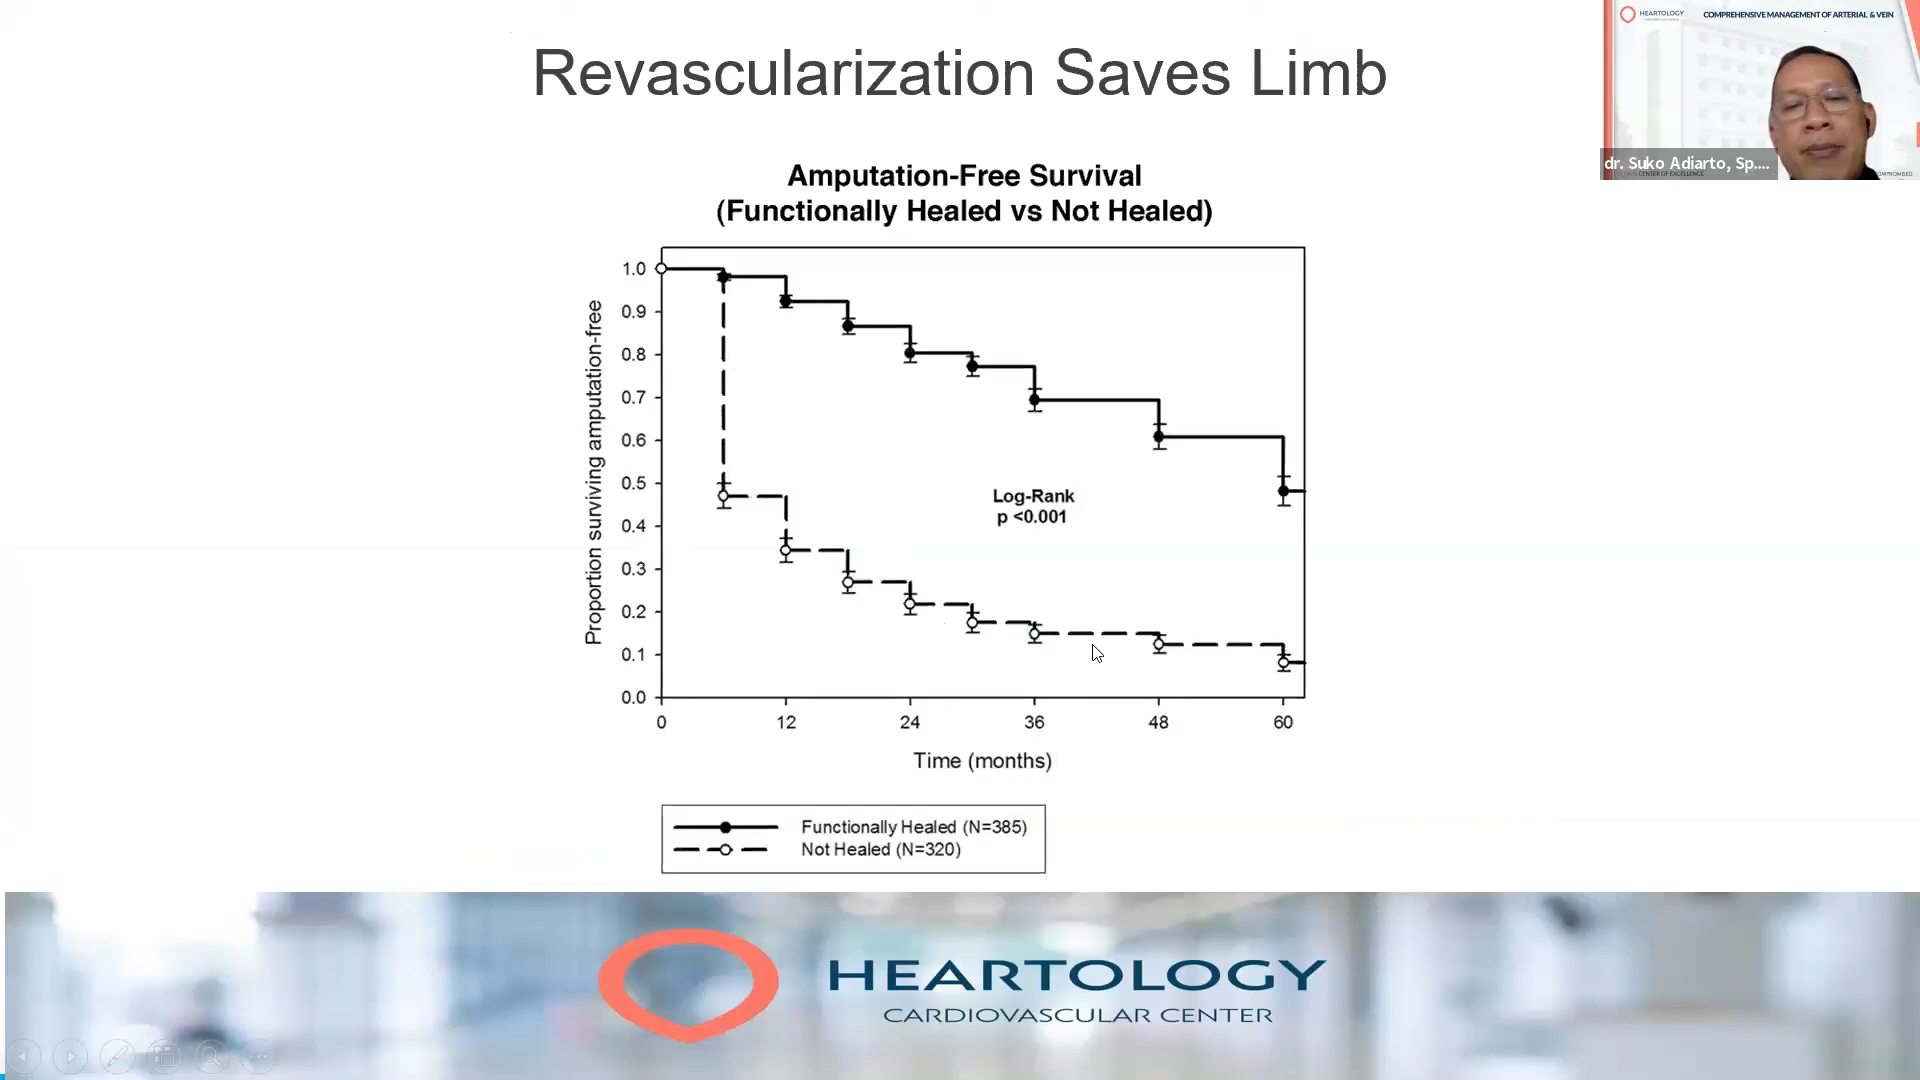 Revascularization Saves Limb
HEARTOLOGY
COMPREHENSIVE MANAGEMENT OF ARTERIAL & VEIN
dr. Suko Adiarto, Sp....
CENTER OF EXCELLENCE
Amputation-Free Survival
(Functionally Healed vs Not Healed)
Proportion surviving amputation-free
1.0
0.9
0.8
0.7
0.6
0.5
0.4
0.3
0.2
0.1
0.0
Log-Rank
p <0.001
0 12 24 36 48 60
Time (months)
Functionally Healed (N=385)
Not Healed (N=320)
HEARTOLOGY
CARDIOVASCULAR CENTER